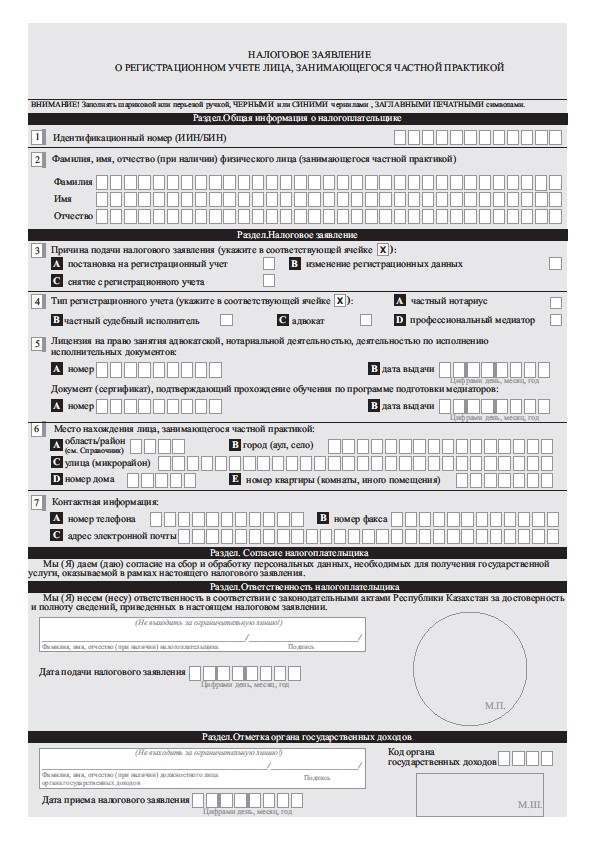 НАЛОГОВОЕ ЗАЯВЛЕНИЕ
О РЕГИСТРАЦИОННОМ УЧЕТЕ ЛИЦА, ЗАНИМАЮЩЕГОСЯ ЧАСТНОЙ ПРАКТИКОЙ
ВНИМАНИЕ! Заполнять шариковой или перьевой ручкой, ЧЕРНЫМИ или СИНИМИ чернилами , ЗАГЛАВНЫМИ ПЕЧАТНЫМИ символами.
Раздел.Общая информация о налогоплательщике
1 Идентификационный номер (ИИН/БИН)
2 Фамилия, имя, отчество (при наличии) физического лица (занимающегося частной практикой)
Фамилия
Имя
Отчество
Раздел.Налоговое заявление
3 Причина подачи налогового заявления (укажите в соответствующей ячейке X):
A постановка на регистрационный учет B изменение регистрационных данных
C снятие с регистрационного учета
4 Тип регистрационного учета (укажите в соответствующей ячейке X): A частный нотариус
B частный судебный исполнитель C адвокат D профессиональный медиатор
5 Лицензия на право занятия адвокатской, нотариальной деятельностью, деятельностью по исполнению
исполнительных документов:
A номер B дата выдачи
Цифрами день, месяц, год
Документ (сертификат), подтверждающий прохождение обучения по программе подготовки медиаторов:
A номер B дата выдачи
Цифрами день, месяц, год
6 Место нахождения лица, занимающегося частной практикой:
A область/район (см. Справочник) B город (аул, село)
C улица (микрорайон)
D номер дома E номер квартиры (комнаты, иного помещения)
7 Контактная информация:
A номер телефона B номер факса
C адрес электронной почты
Раздел. Согласие налогоплательщика
Мы (Я) даем (даю) согласие на сбор и обработку персональных данных, необходимых для получения государственной
услуги, оказываемой в рамках настоящего налогового заявления.
Раздел.Ответственность налогоплательщика
Мы (Я) несем (несу) ответственность в соответствии с законодательными актами Республики Казахстан за достоверность
и полноту сведений, приведенных в настоящем налоговом заявлении.
(Не выходить за ограничительную линию!)
Фамилия, имя, отчество (при наличии) налогоплательщика Подпись
Дата подачи налогового заявления
Цифрами день, месяц, год
М.П.
Раздел.Отметка органа государственных доходов
(Не выходить за ограничительную линию!)
Фамилия, имя, отчество (при наличии) должностного лица
органа государственных доходов
Подпись
Код органа
государственных доходов
Дата приема налогового заявления
Цифрами день, месяц, год
М.Ш.